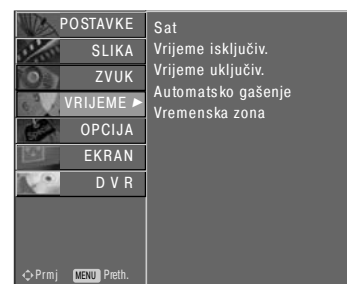 POSTAVKE
SLIKA
ZVUK
VRIJEME ►
OPCIJA
EKRAN
D V R
Sat
Vrijeme isključiv.
Vrijeme uključiv.
Automatsko gašenje
Vremenska zona
Prmj MENU Preth.